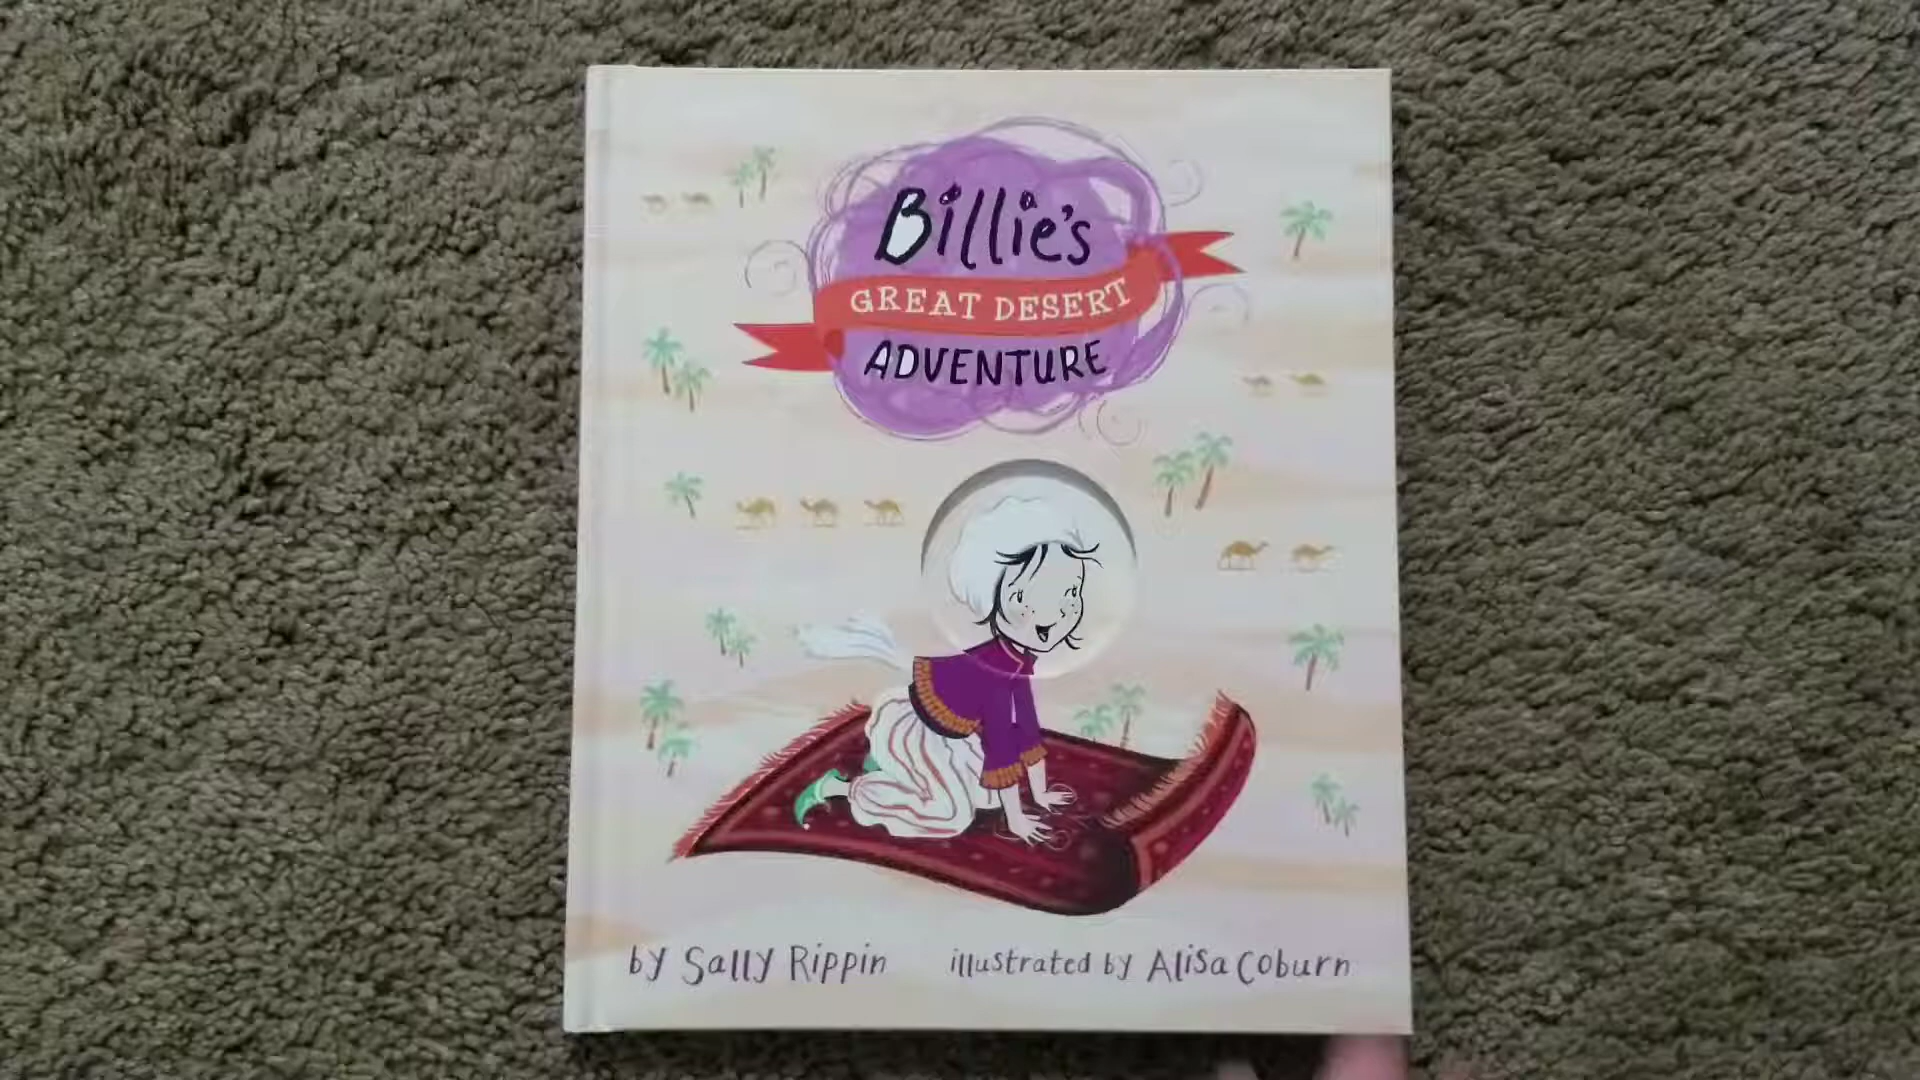 Billie's
GREAT DESERT
ADVENTURE
by Sally Rippin illustrated by Alisa Coburn